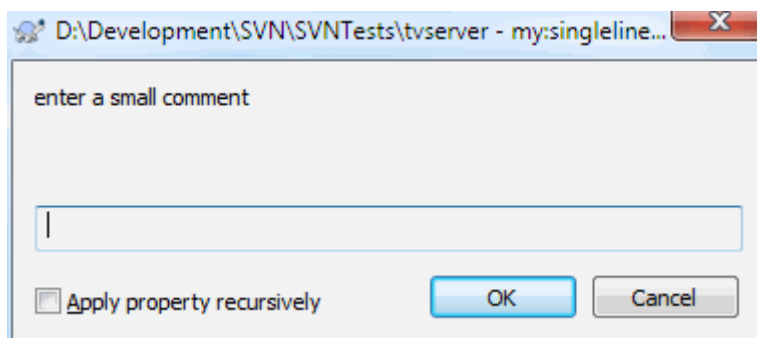 D:\Development\SVN\SVNTests\tvserver - my:singleline...
enter a small comment
Apply property recursively
OK
Cancel